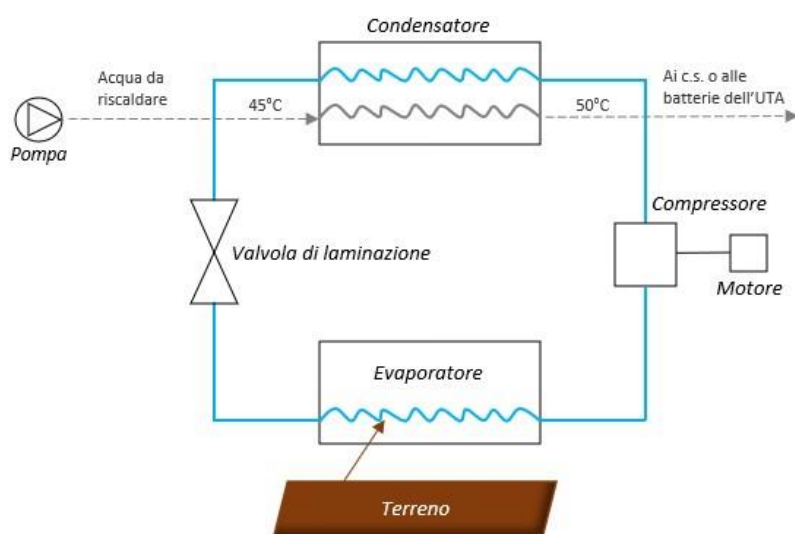 Condensatore
Acqua da
riscaldare
45°C
50°C
Ai c.s. o alle
batterie dell'UTA
Pompa
Compressore
Valvola di laminazione
Motore
Evaporatore
Terreno